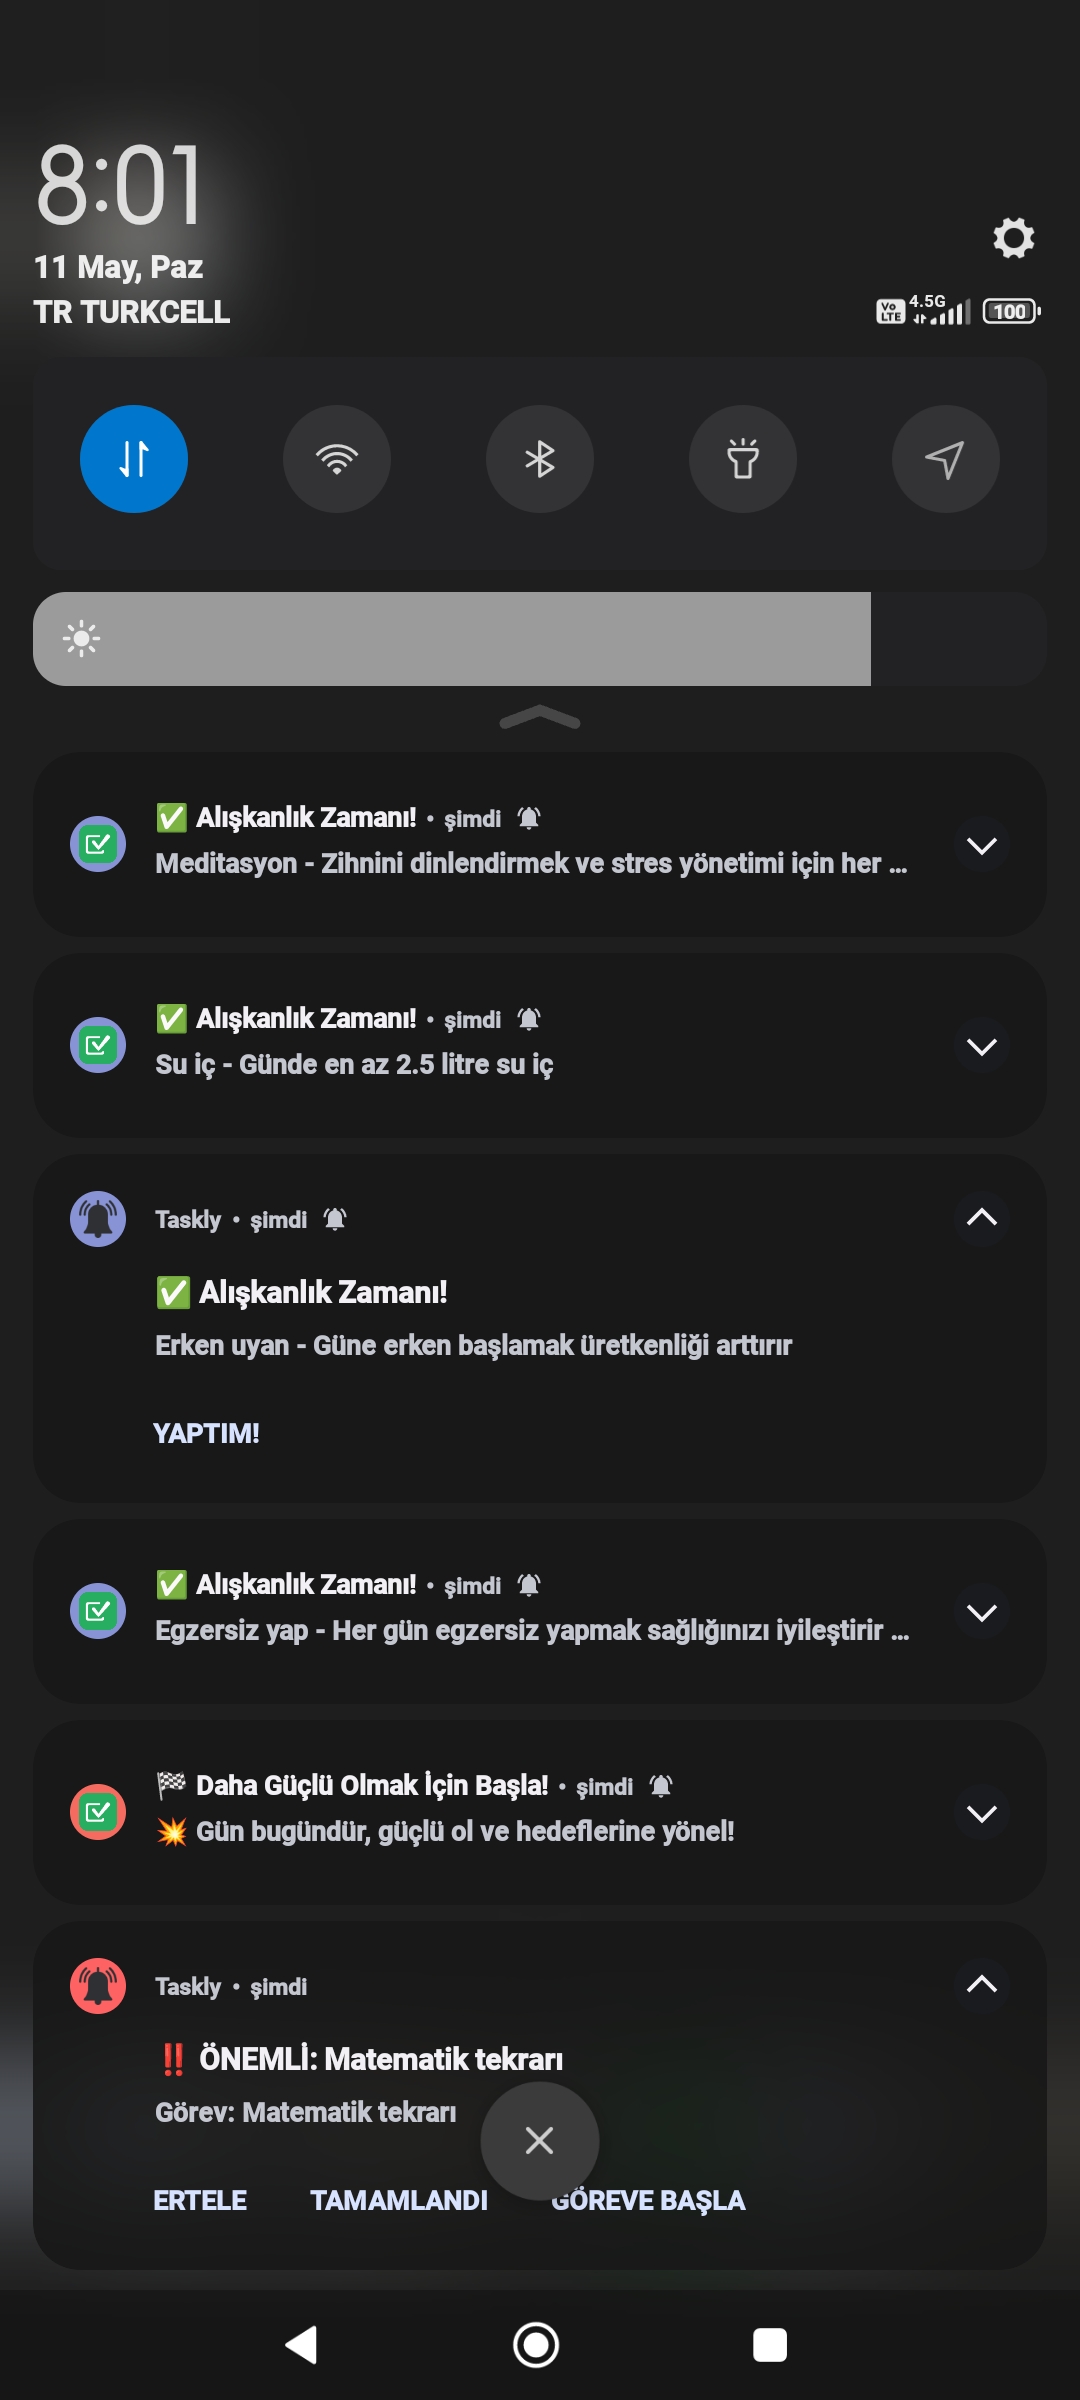 8:01
11 May, Paz
TR TURKCELL
Vo LTE 4.5G 100
✅ Alışkanlık Zamanı! • şimdi
Meditasyon - Zihnini dinlendirmek ve stres yönetimi için her ...
✅ Alışkanlık Zamanı! • şimdi
Su iç - Günde en az 2.5 litre su iç
Taskly • şimdi
✅ Alışkanlık Zamanı!
Erken uyan - Güne erken başlamak üretkenliği arttırır
YAPTIM!
✅ Alışkanlık Zamanı! • şimdi
Egzersiz yap - Her gün egzersiz yapmak sağlığınızı iyileştirir ...
🏁 Daha Güçlü Olmak İçin Başla! • şimdi
💥 Gün bugündür, güçlü ol ve hedeflerine yönel!
Taskly • şimdi
‼️ ÖNEMLİ: Matematik tekrarı
Görev: Matematik tekrarı
ERTELE TAMAMLANDI GÖREVE BAŞLA